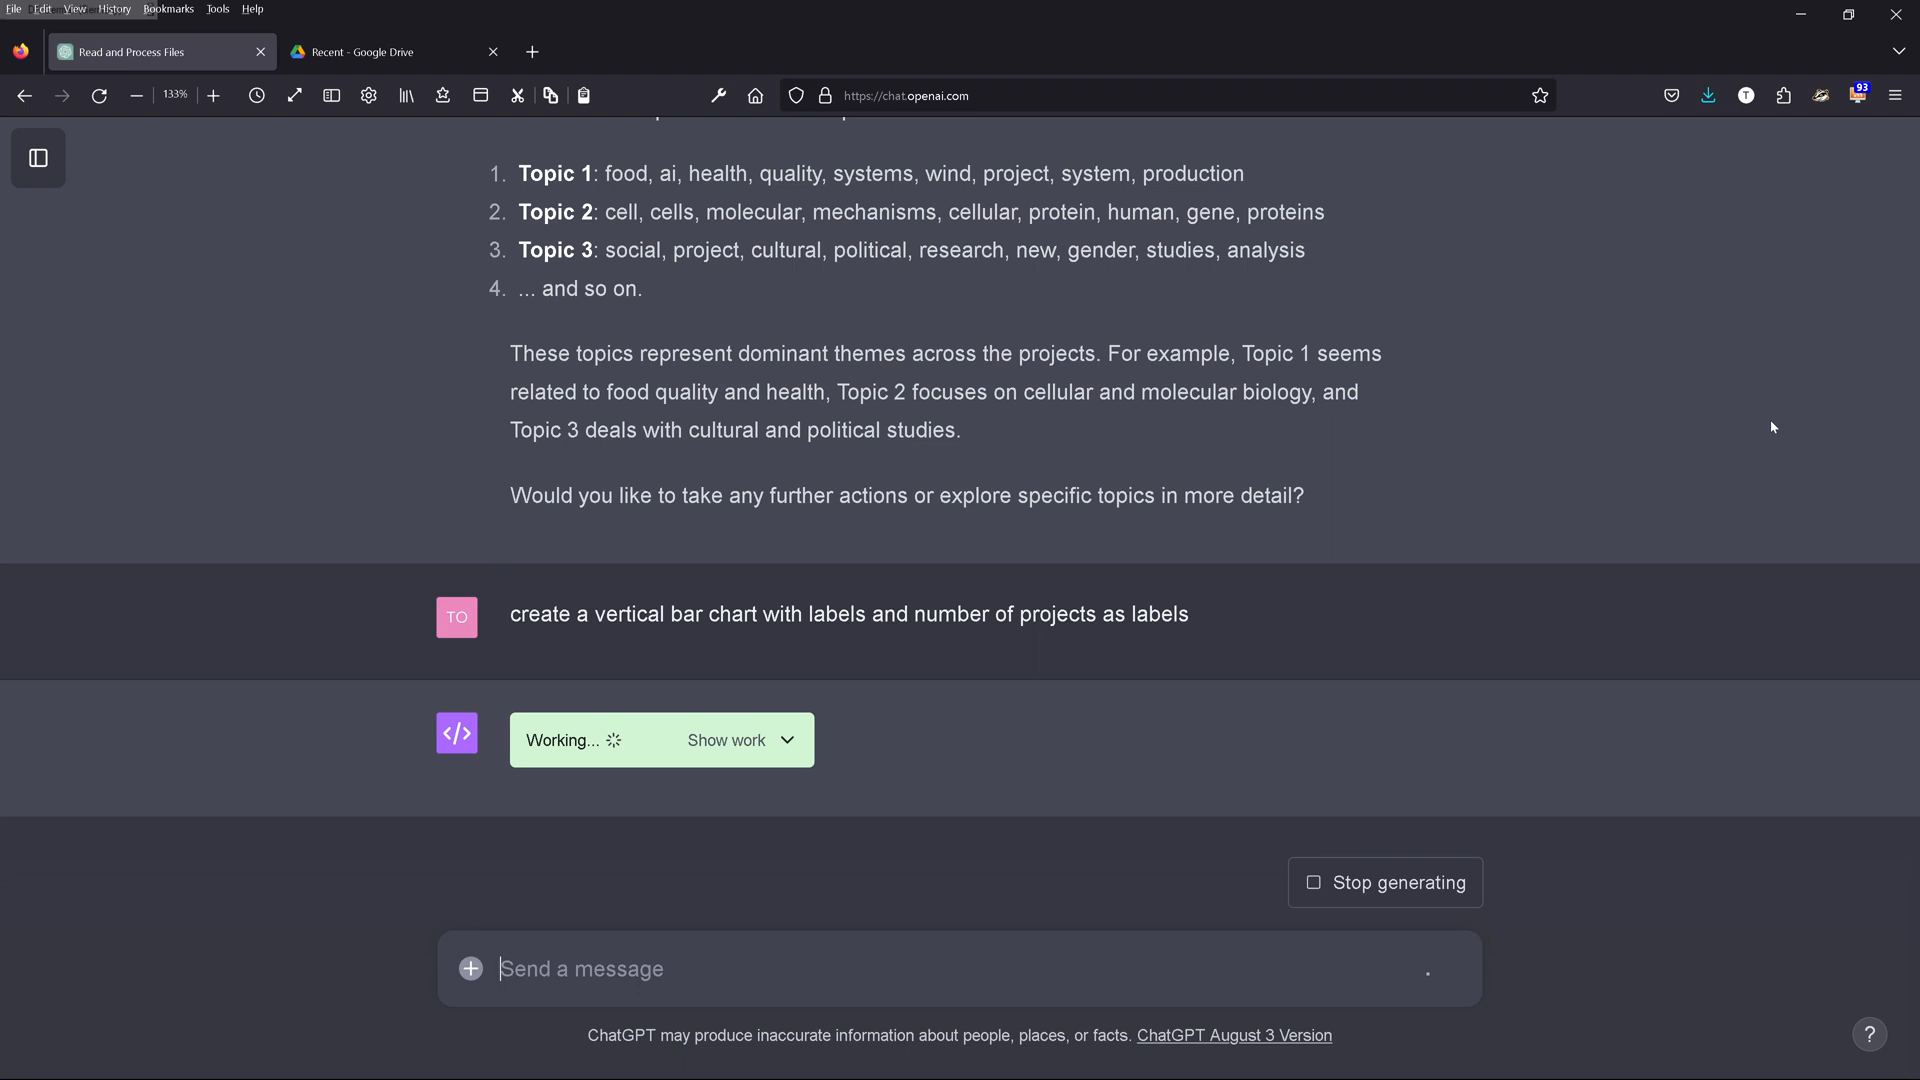 File Edit View History Bookmarks Tools Help
Read and Process Files
Recent - Google Drive
133%
https://chat.openai.com
T
93
1. Topic 1: food, ai, health, quality, systems, wind, project, system, production
2. Topic 2: cell, cells, molecular, mechanisms, cellular, protein, human, gene, proteins
3. Topic 3: social, project, cultural, political, research, new, gender, studies, analysis
4. ... and so on.
These topics represent dominant themes across the projects. For example, Topic 1 seems
related to food quality and health, Topic 2 focuses on cellular and molecular biology, and
Topic 3 deals with cultural and political studies.
Would you like to take any further actions or explore specific topics in more detail?
TO
create a vertical bar chart with labels and number of projects as labels
</>
Working... Show work
Stop generating
Send a message
ChatGPT may produce inaccurate information about people, places, or facts. ChatGPT August 3 Version
?